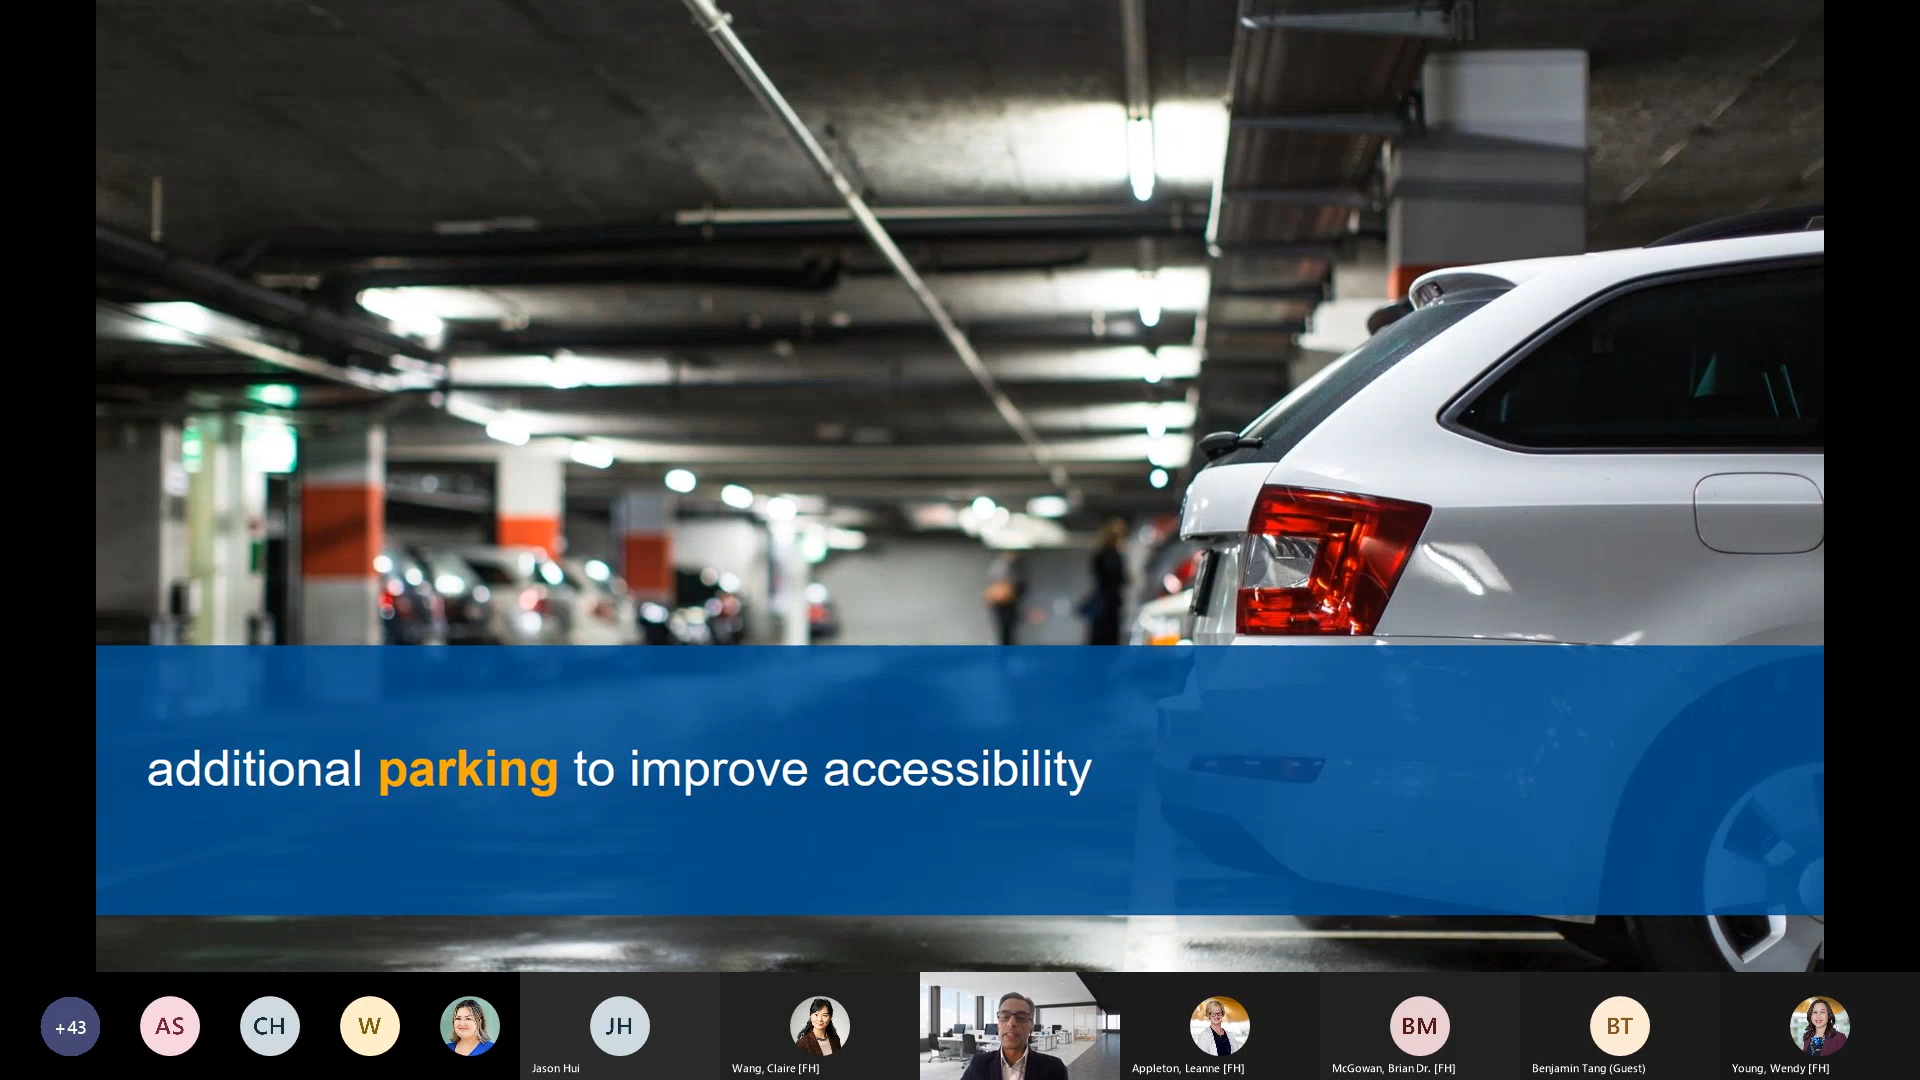 additional parking to improve accessibility
+43
AS
CH
W
JH
BM
BT
Jason Hui
Wang, Claire [FH]
Appleton, Leanne [FH]
McGowan, Brian Dr. [FH]
Benjamin Tang (Guest)
Young, Wendy [FH]